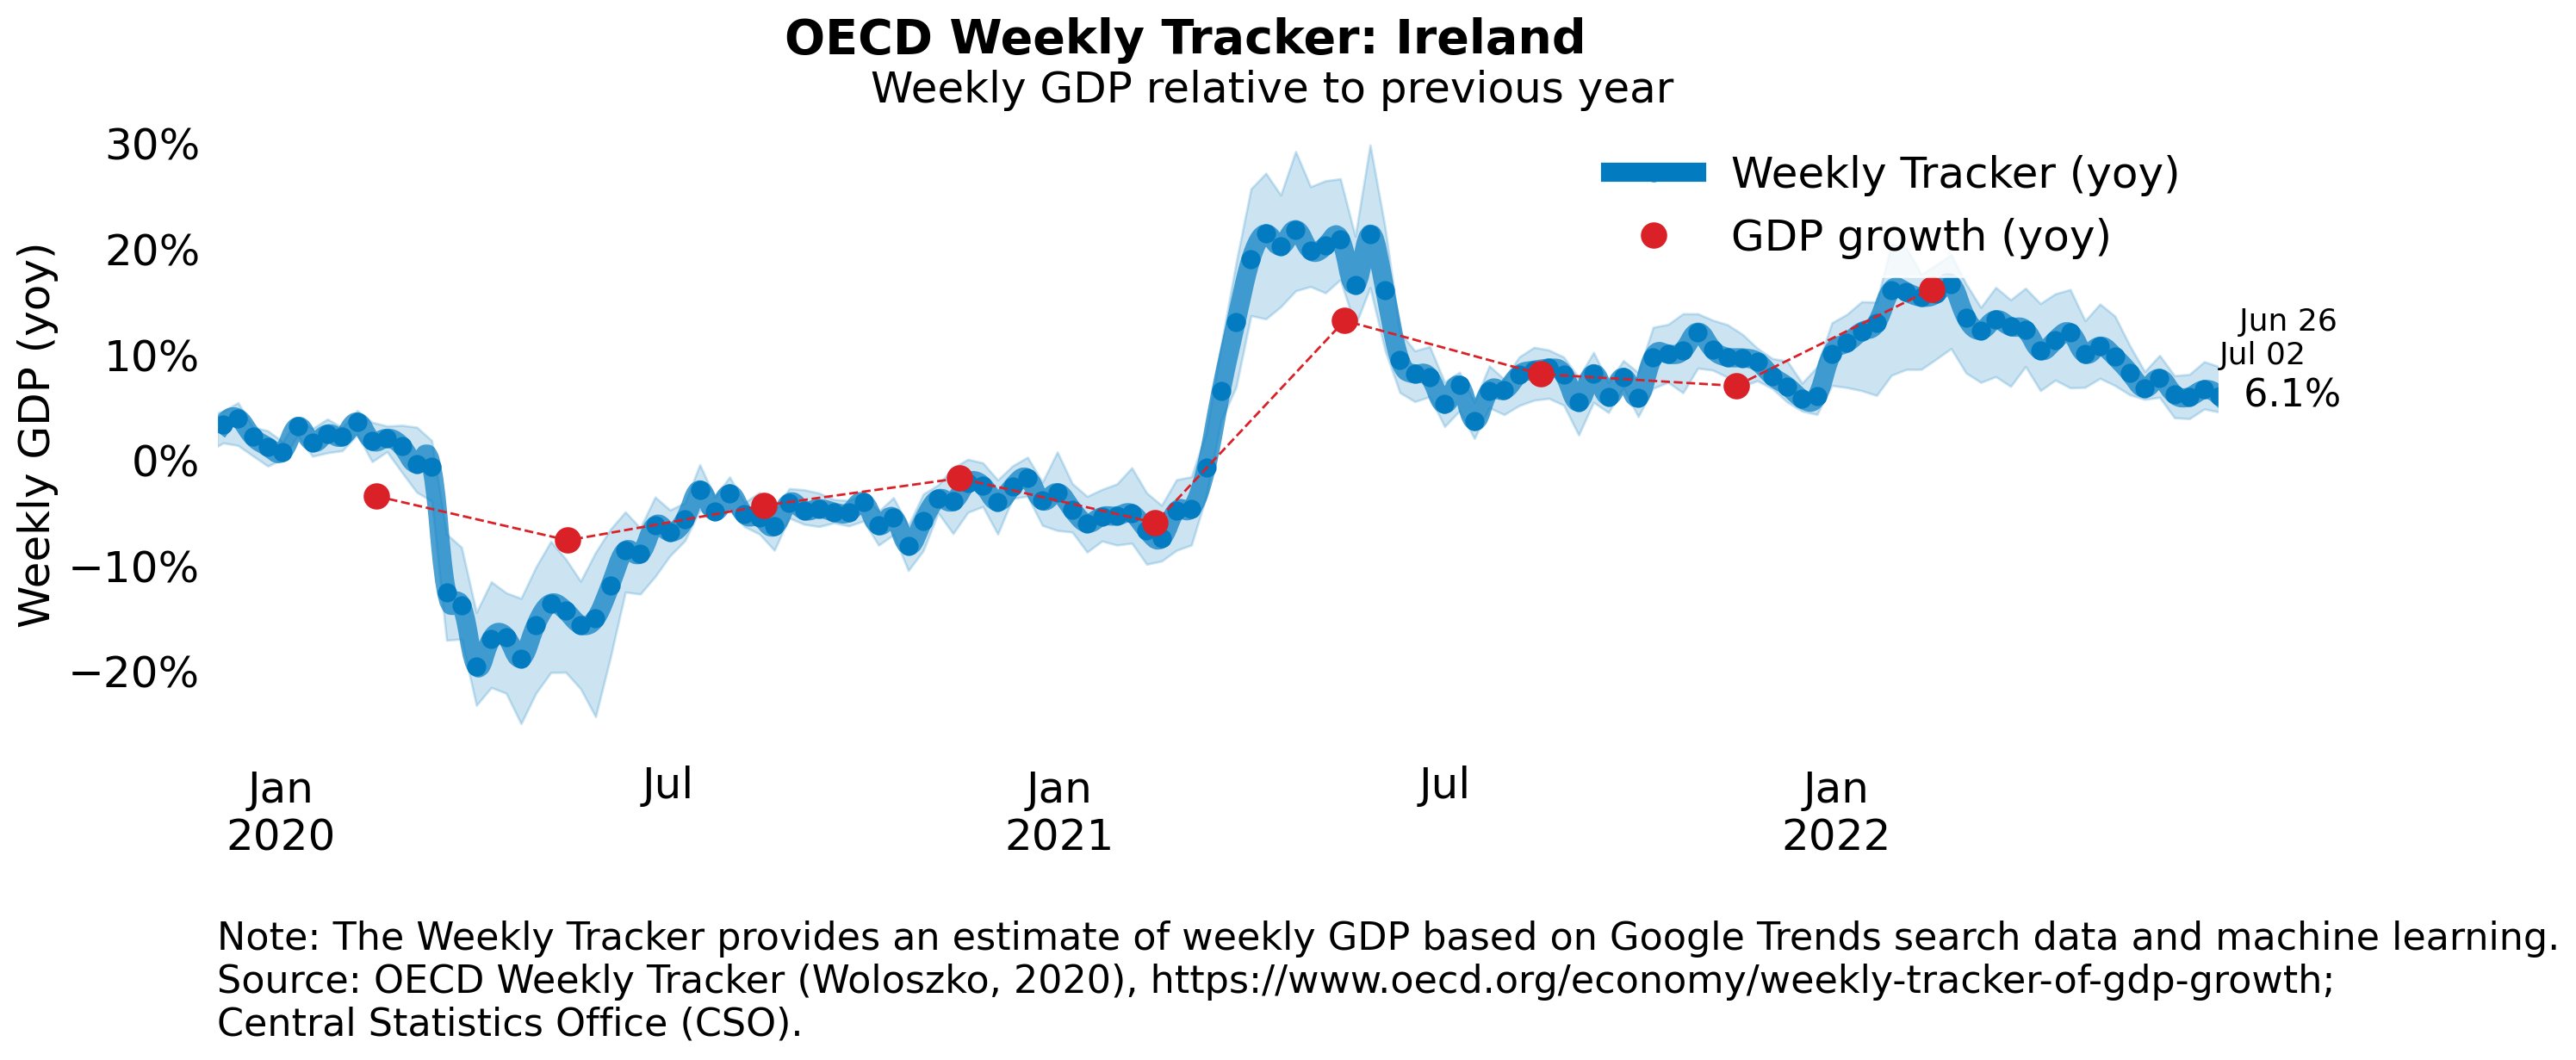 OECD Weekly Tracker: Ireland
Weekly GDP relative to previous year
Weekly GDP (yoy)
30%
20%
10%
0%
−10%
−20%
Weekly Tracker (yoy)
GDP growth (yoy)
Jun 26
Jul 02
6.1%
Jan
2020
Jul
Jan
2021
Jul
Jan
2022
Note: The Weekly Tracker provides an estimate of weekly GDP based on Google Trends search data and machine learning.
Source: OECD Weekly Tracker (Woloszko, 2020), https://www.oecd.org/economy/weekly-tracker-of-gdp-growth;
Central Statistics Office (CSO).